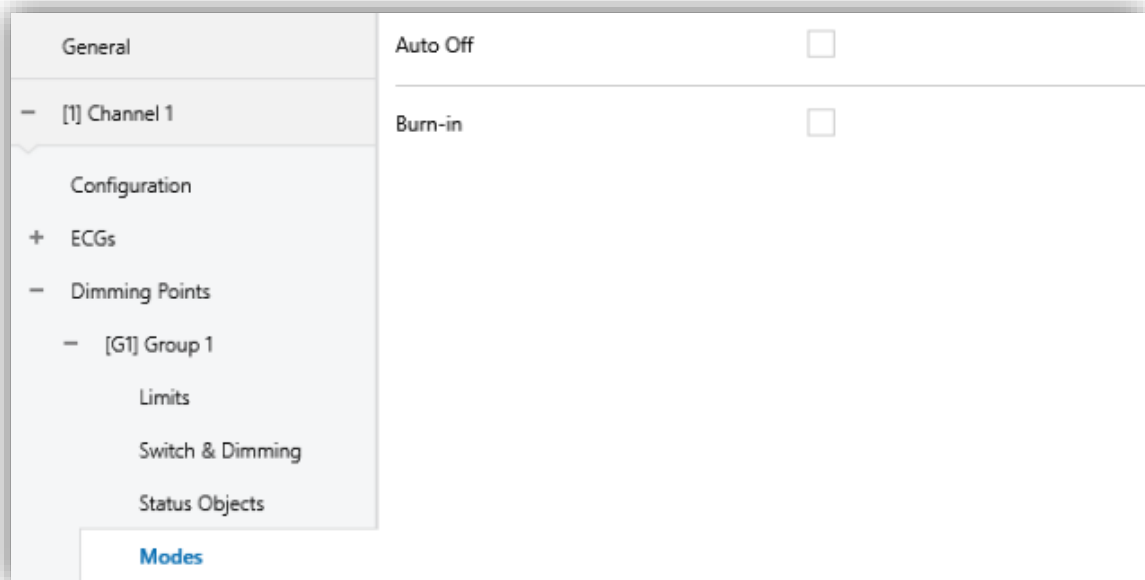 General
[1] Channel 1
Configuration
ECGs
Dimming Points
[G1] Group 1
Limits
Switch & Dimming
Status Objects
Modes
Auto Off
Burn-in